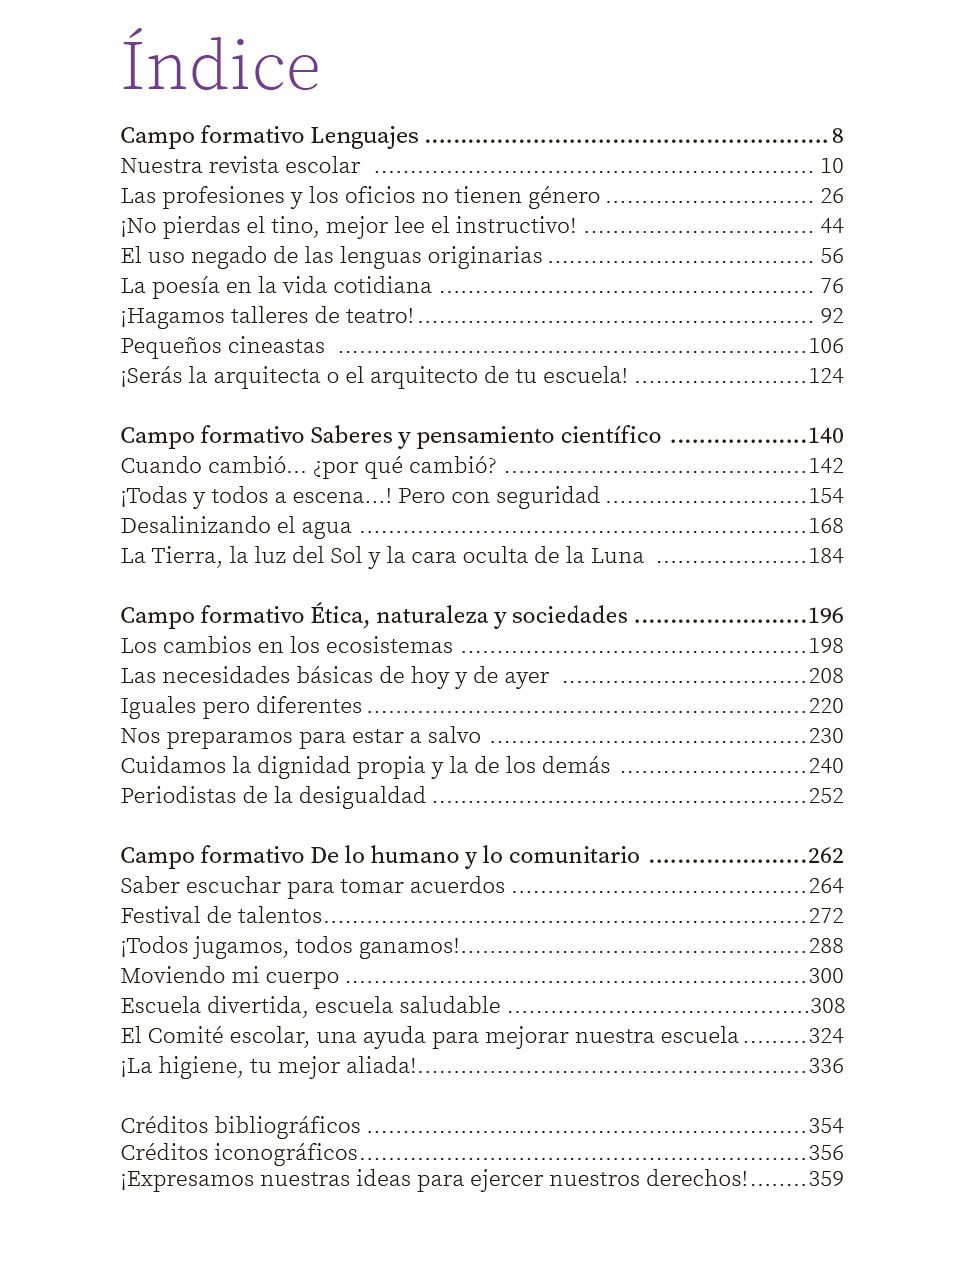 Índice
Campo formativo Lenguajes ........................................................ 8
Nuestra revista escolar ............................................................. 10
Las profesiones y los oficios no tienen género ............................. 26
¡No pierdas el tino, mejor lee el instructivo! ................................ 44
El uso negado de las lenguas originarias ..................................... 56
La poesía en la vida cotidiana .................................................... 76
¡Hagamos talleres de teatro! ....................................................... 92
Pequeños cineastas .................................................................106
¡Serás la arquitecta o el arquitecto de tu escuela! ........................124
Campo formativo Saberes y pensamiento científico ...................140
Cuando cambió... ¿por qué cambió? ..........................................142
¡Todas y todos a escena...! Pero con seguridad ............................154
Desalinizando el agua ..............................................................168
La Tierra, la luz del Sol y la cara oculta de la Luna .....................184
Campo formativo Ética, naturaleza y sociedades ........................196
Los cambios en los ecosistemas ................................................198
Las necesidades básicas de hoy y de ayer ..................................208
Iguales pero diferentes .............................................................220
Nos preparamos para estar a salvo ............................................230
Cuidamos la dignidad propia y la de los demás ..........................240
Periodistas de la desigualdad ....................................................252
Campo formativo De lo humano y lo comunitario ......................262
Saber escuchar para tomar acuerdos .........................................264
Festival de talentos...................................................................272
¡Todos jugamos, todos ganamos!................................................288
Moviendo mi cuerpo ................................................................300
Escuela divertida, escuela saludable ..........................................308
El Comité escolar, una ayuda para mejorar nuestra escuela .........324
¡La higiene, tu mejor aliada!......................................................336
Créditos bibliográficos .............................................................354
Créditos iconográficos..............................................................356
¡Expresamos nuestras ideas para ejercer nuestros derechos!........359